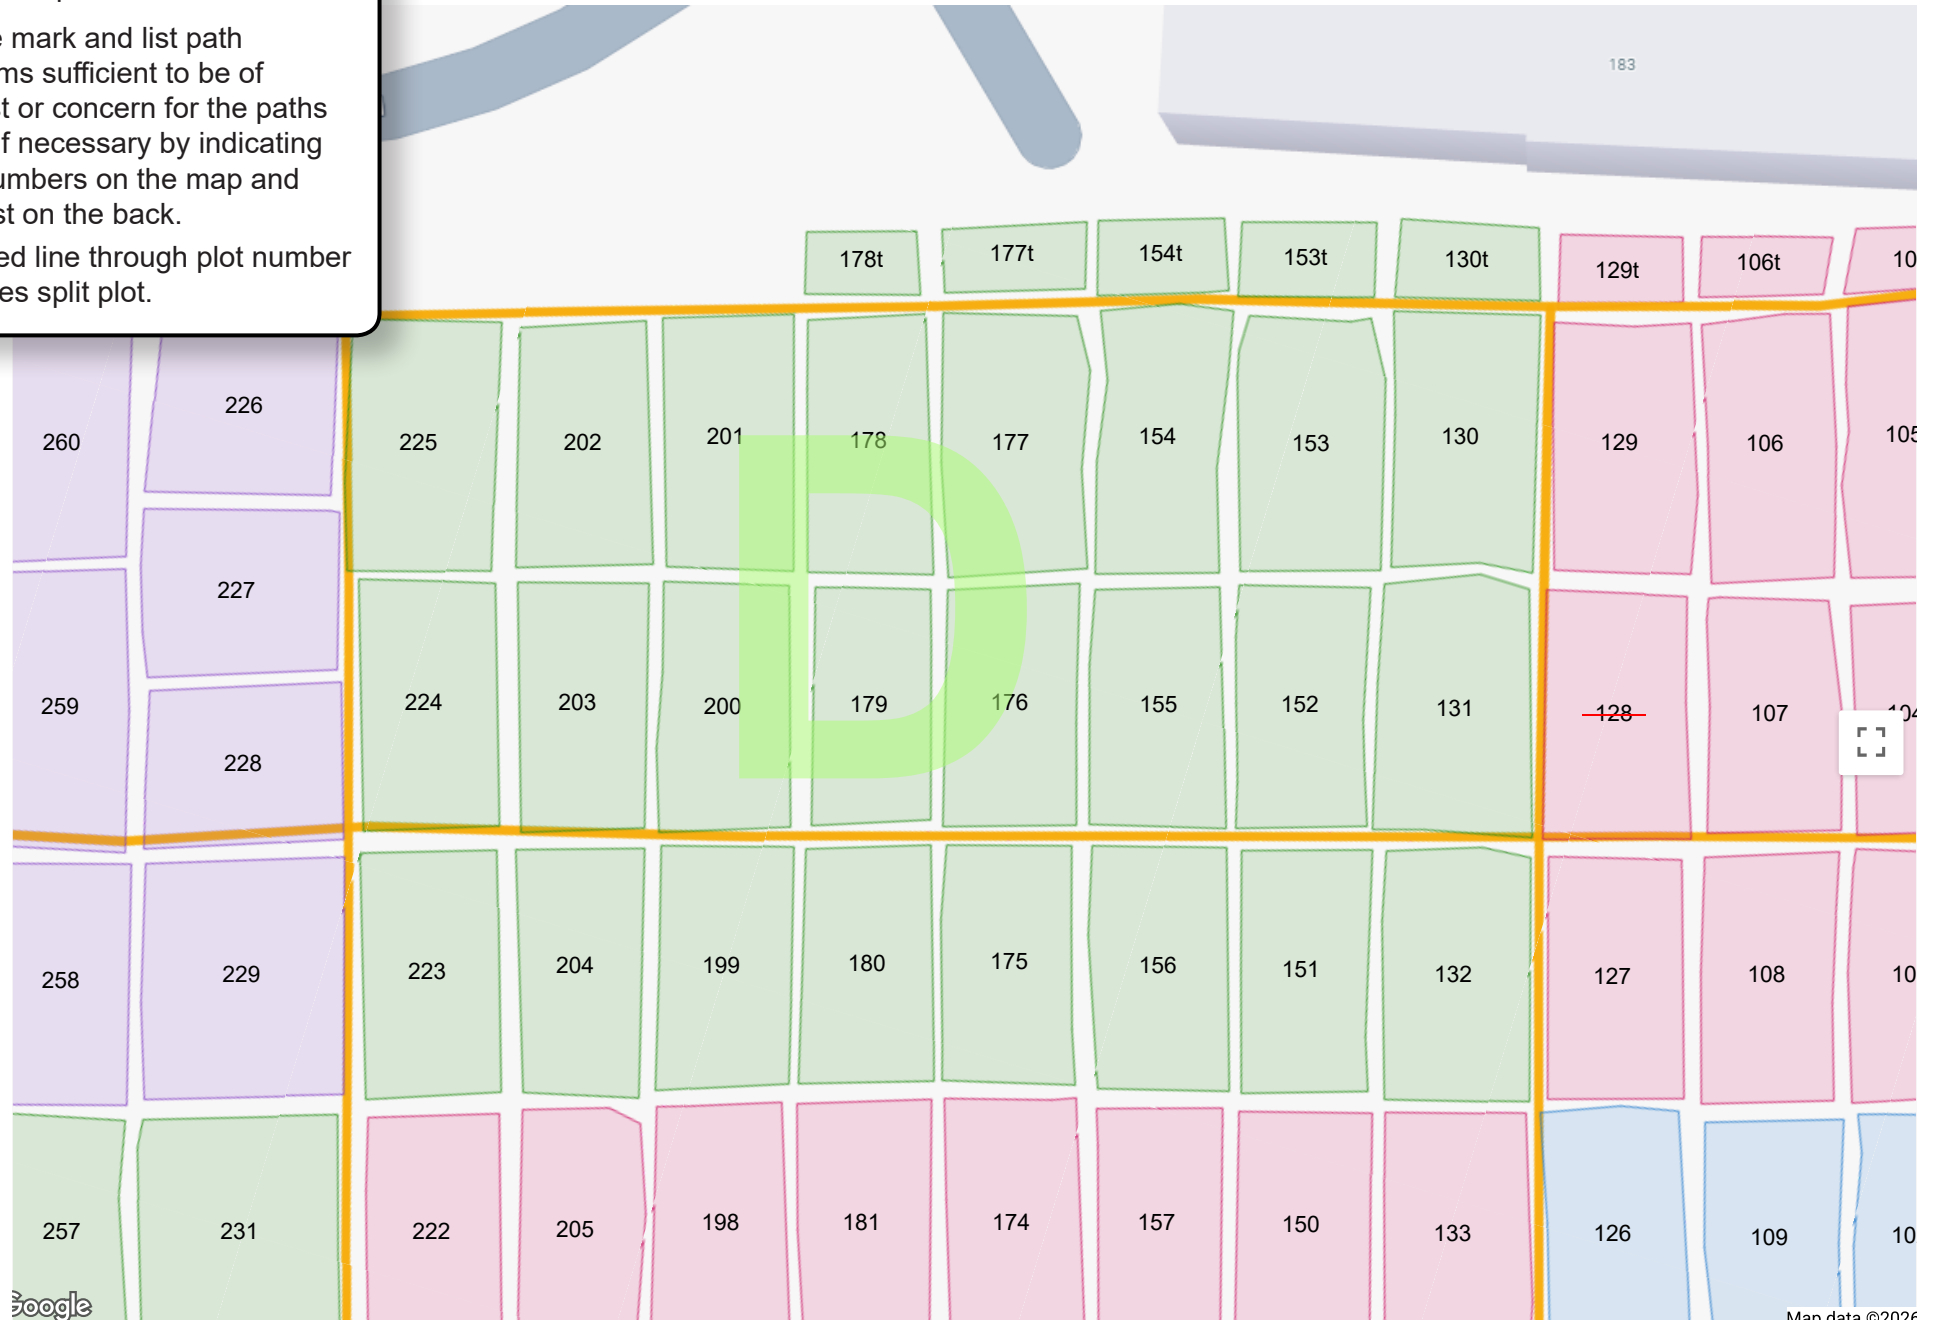 e mark and list path
ms sufficient to be of
t or concern for the paths
f necessary by indicating
umbers on the map and
st on the back.
ed line through plot number
es split plot.
183
178t 177t 154t 153t 130t 129t 106t 10
260 226 225 202 201 178 177 154 153 130 129 106 105
227
259 224 203 200 179 176 155 152 131 128 107 104
228
D
258 229 223 204 199 180 175 156 151 132 127 108 10
257 231 222 205 198 181 174 157 150 133 126 109 10
Google
Map data ©2026